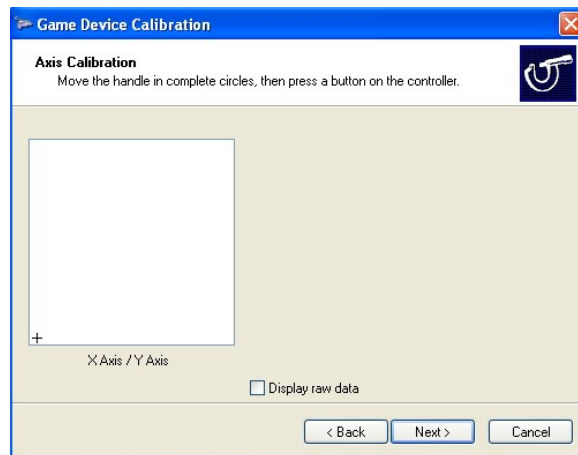 Game Device Calibration
Axis Calibration
Move the handle in complete circles, then press a button on the controller.
X Axis / Y Axis
Display raw data
< Back
Next >
Cancel